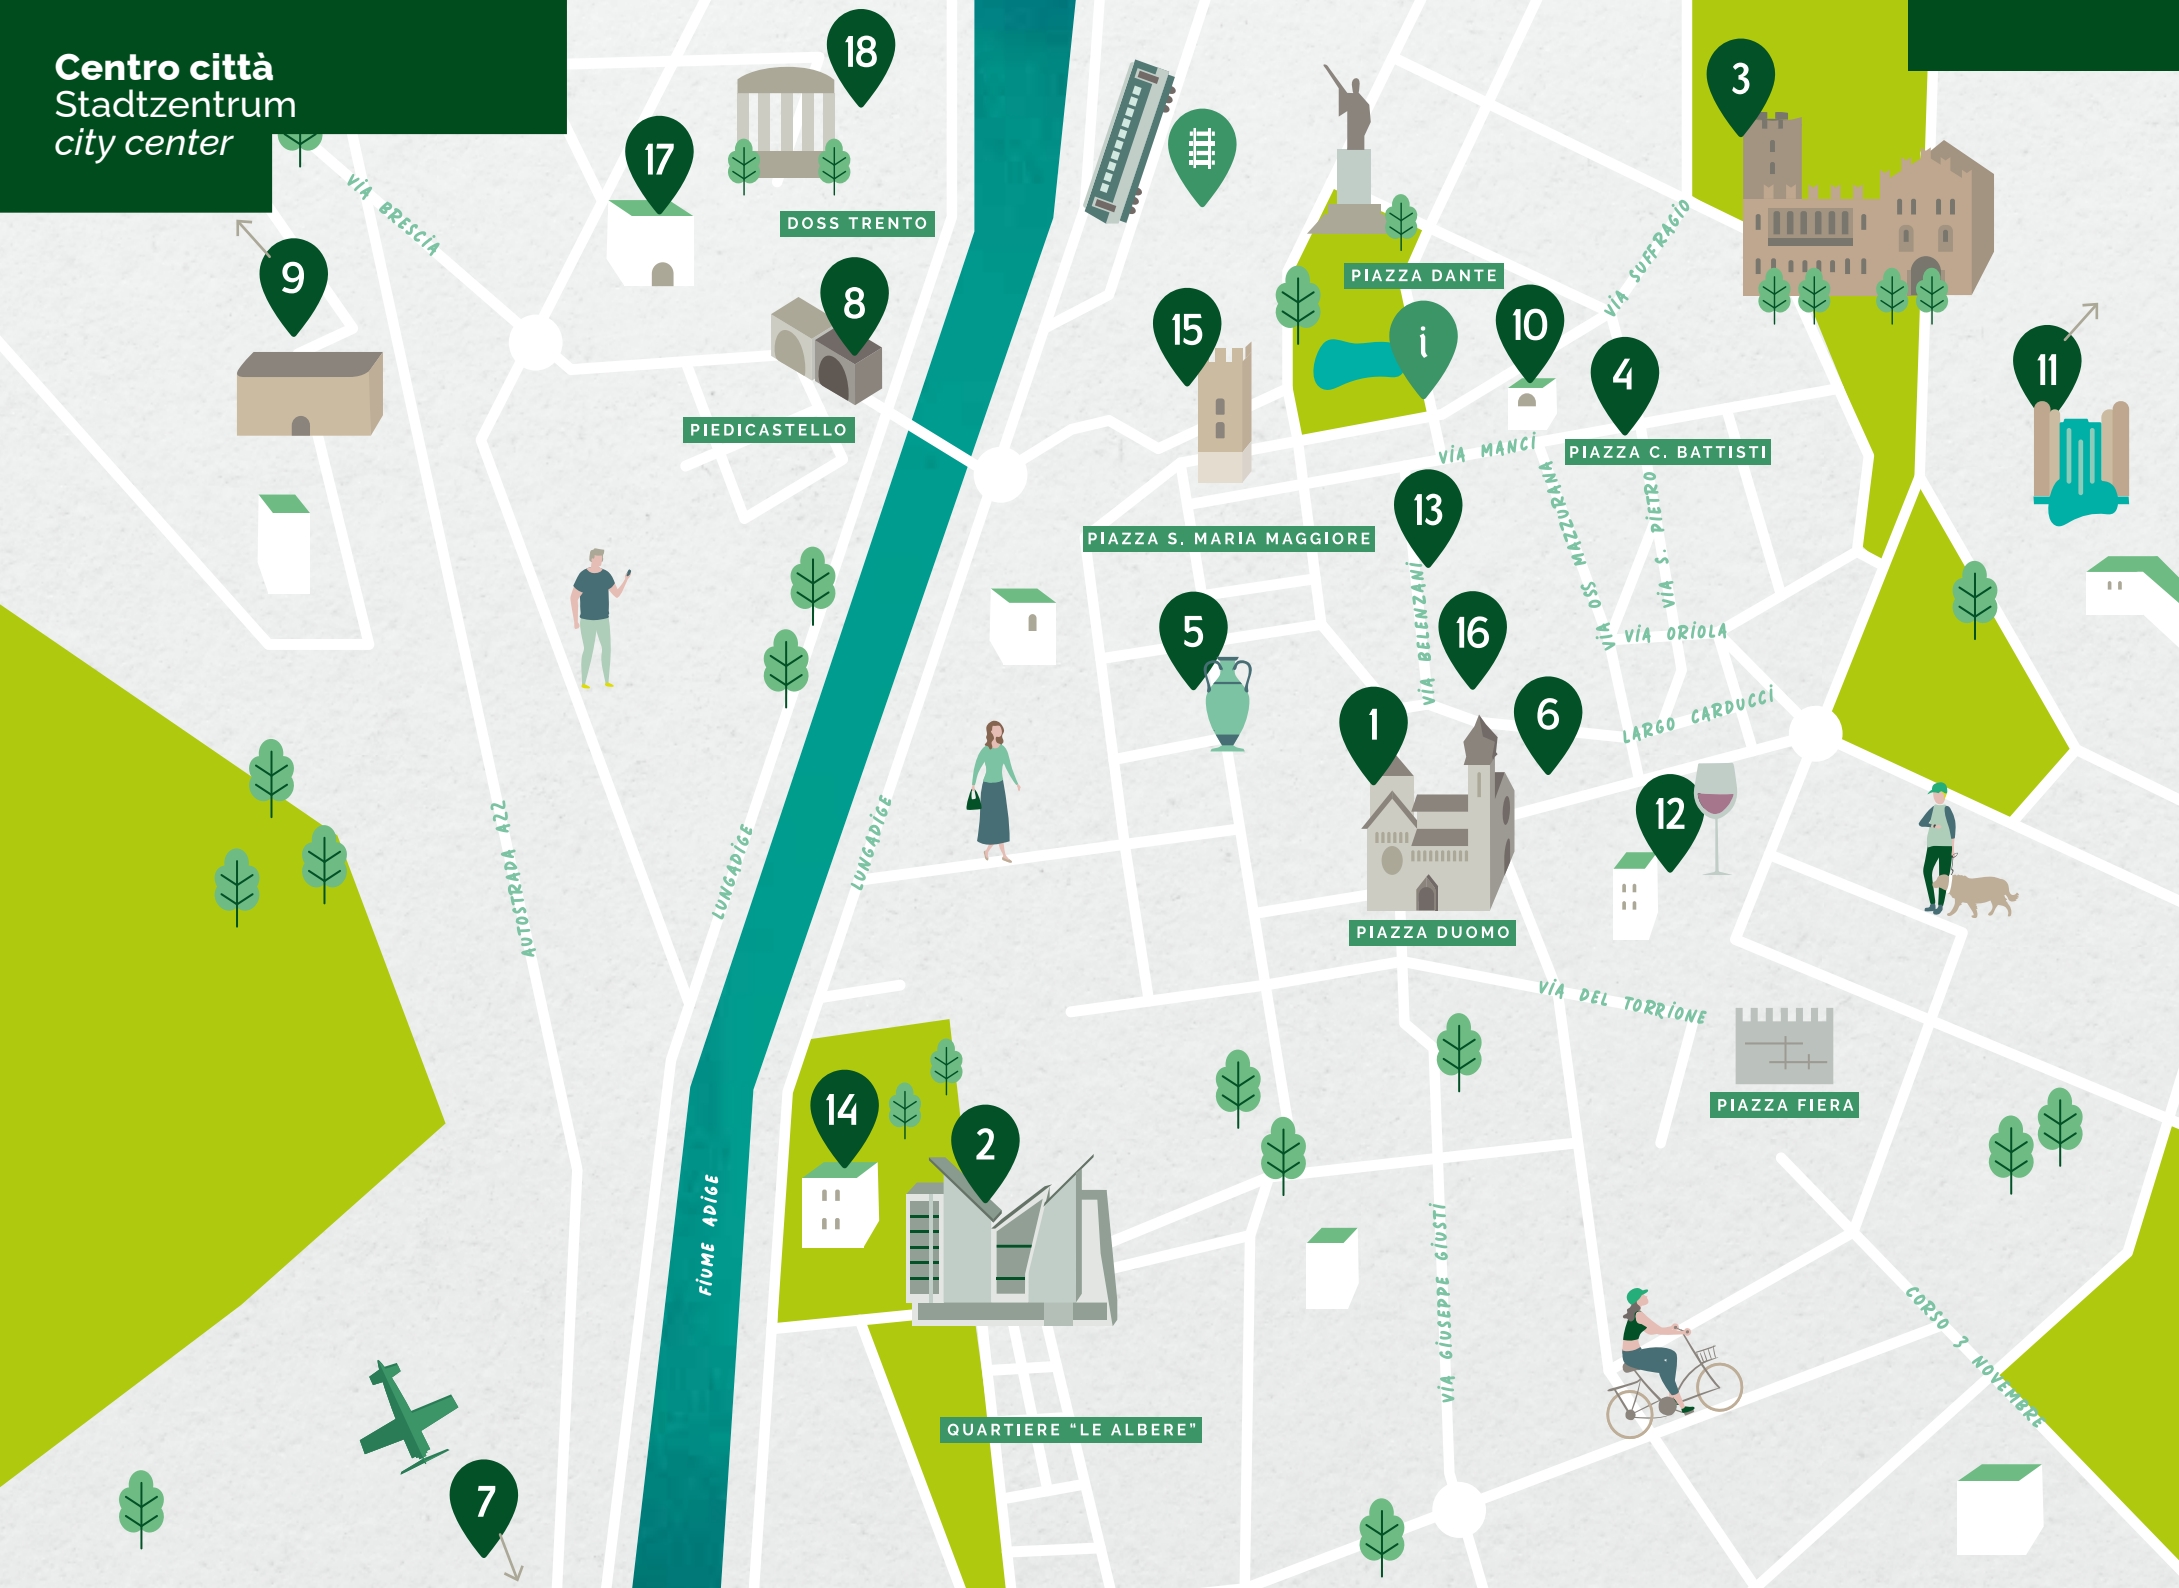 Centro città
Stadtzentrum
city center
18
3
17
ViA BRESCiA
DOSS TRENTO
ViA SUFFRAGiO
9
8
PIAZZA DANTE
15
i
10
4
11
PIEDICASTELLO
ViA MANCi
PIAZZA C. BATTISTI
13
ViA OSS MAZZURANA
ViA S. PiETRO
PIAZZA S. MARIA MAGGIORE
ViA BELENZANi
5
16
ViA ORiOLA
1
6
LARGO CARDUCCi
12
AUTOSTRADA A22
LUNGADiGE
LUNGADiGE
PIAZZA DUOMO
ViA DEL TORRiONE
14
2
PIAZZA FIERA
FiUME ADiGE
ViA GiUSEPPE GiUSTi
CORSO 3 NOVEMBRE
QUARTIERE “LE ALBERE”
7